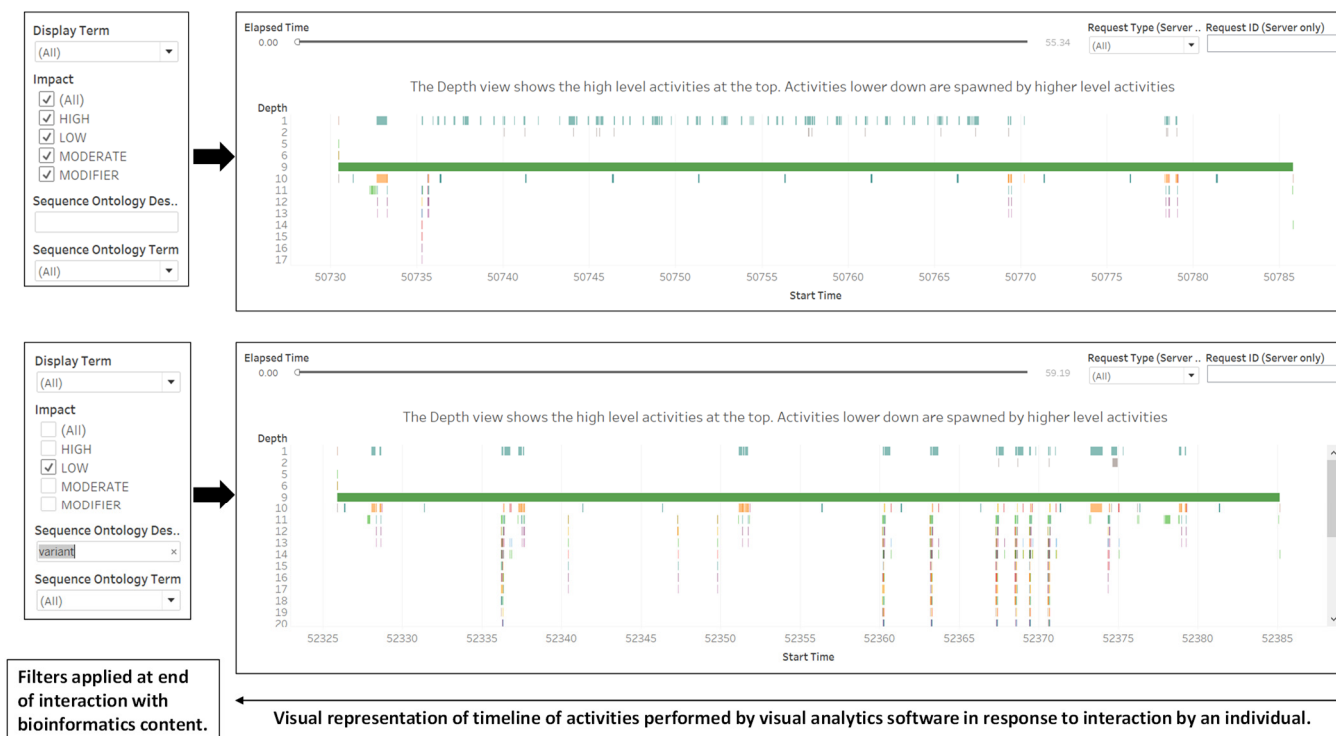 Display Term
(All)
Impact
(All)
HIGH
LOW
MODERATE
MODIFIER
Sequence Ontology Des..
Sequence Ontology Term
(All)
Elapsed Time
0.00
55.34
Request Type (Server ..
Request ID (Server only)
(All)
The Depth view shows the high level activities at the top. Activities lower down are spawned by higher level activities
Depth
1
2
5
6
9
10
11
12
13
14
15
16
17
50730 50735 50740 50745 50750 50755 50760 50765 50770 50775 50780 50785
Start Time
Display Term
(All)
Impact
(All)
HIGH
LOW
MODERATE
MODIFIER
Sequence Ontology Des..
variant ×
Sequence Ontology Term
(All)
Elapsed Time
0.00
59.19
Request Type (Server ..
Request ID (Server only)
(All)
The Depth view shows the high level activities at the top. Activities lower down are spawned by higher level activities
Depth
1
2
5
6
9
10
11
12
13
14
15
16
17
18
19
20
52325 52330 52335 52340 52345 52350 52355 52360 52365 52370 52375 52380 52385
Start Time
Filters applied at end
of interaction with
bioinformatics content.
Visual representation of timeline of activities performed by visual analytics software in response to interaction by an individual.